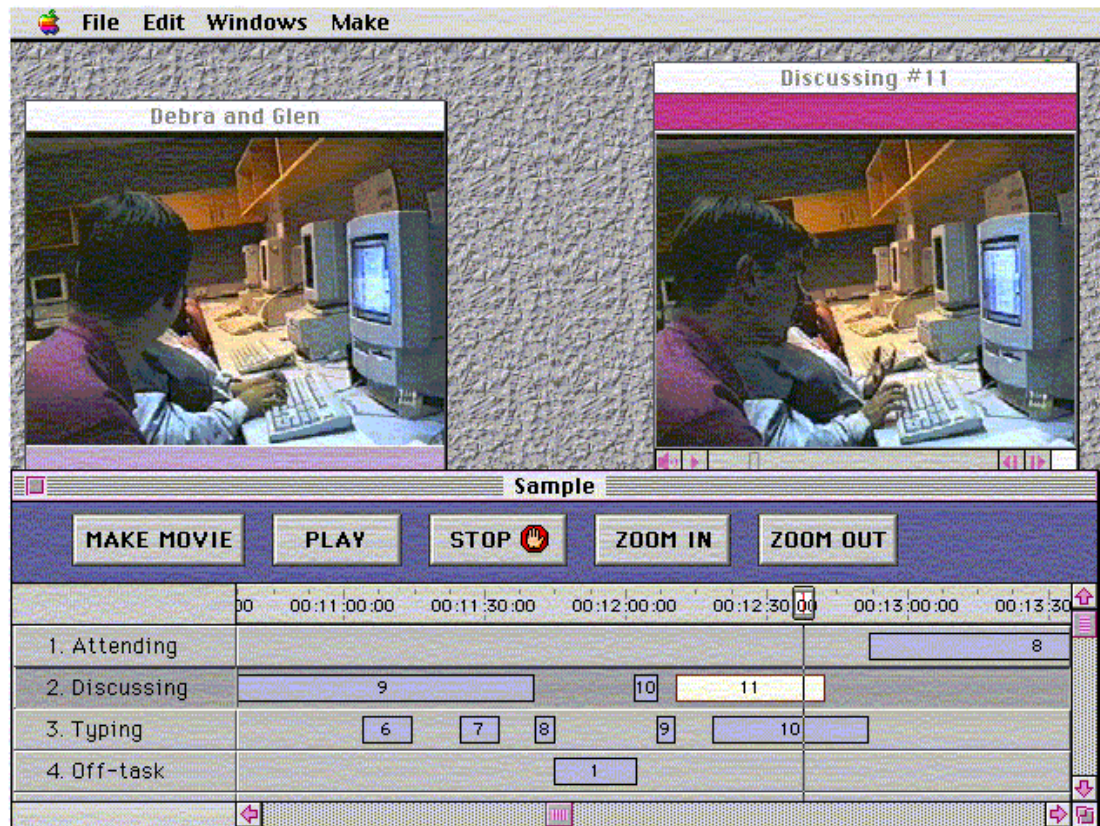 File Edit Windows Make
Discussing #11
Debra and Glen
Sample
MAKE MOVIE PLAY STOP ZOOM IN ZOOM OUT
00 00:11:00:00 00:11:30:00 00:12:00:00 00:12:30:00 00:13:00:00 00:13:30
1. Attending 8
2. Discussing 9 10 11
3. Typing 6 7 8 9 10
4. Off-task 1